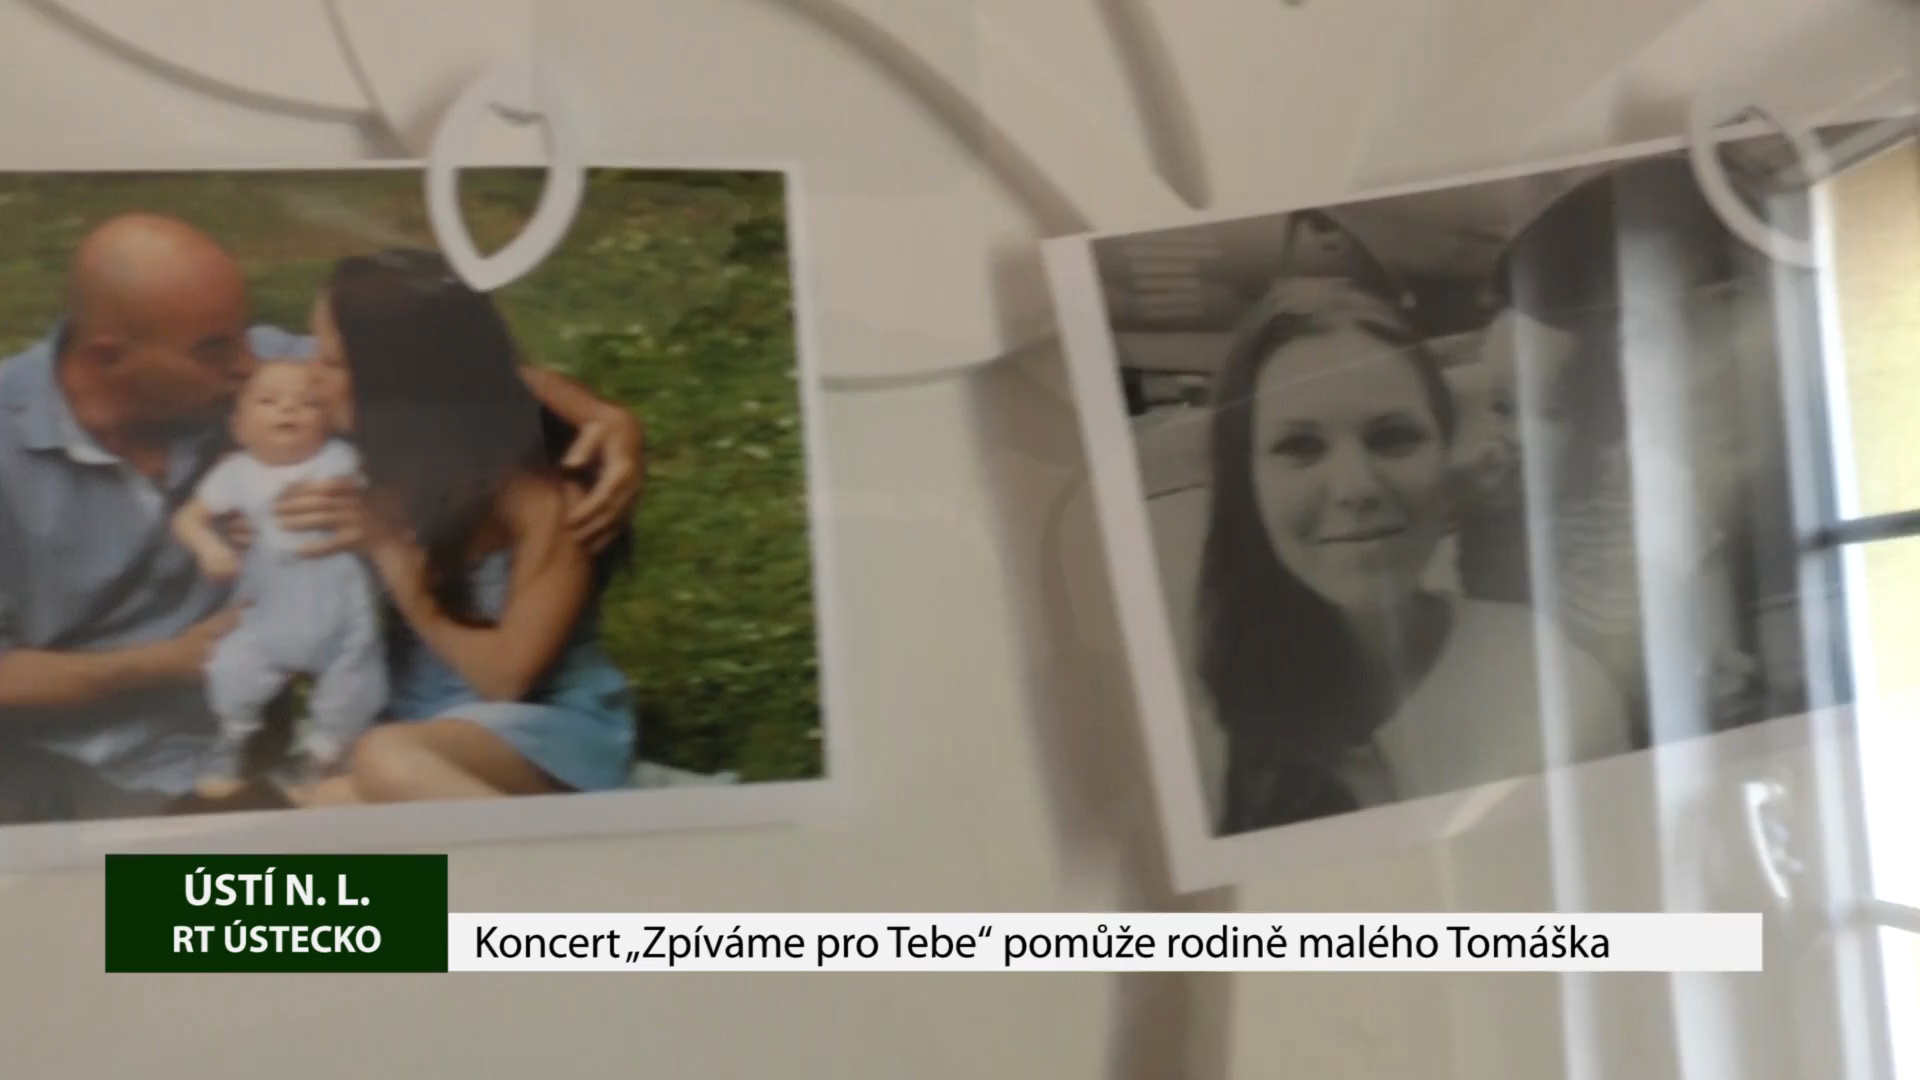 ÚSTÍ N. L.
RT ÚSTECKO
Koncert „Zpíváme pro Tebe“ pomůže rodině malého Tomáška